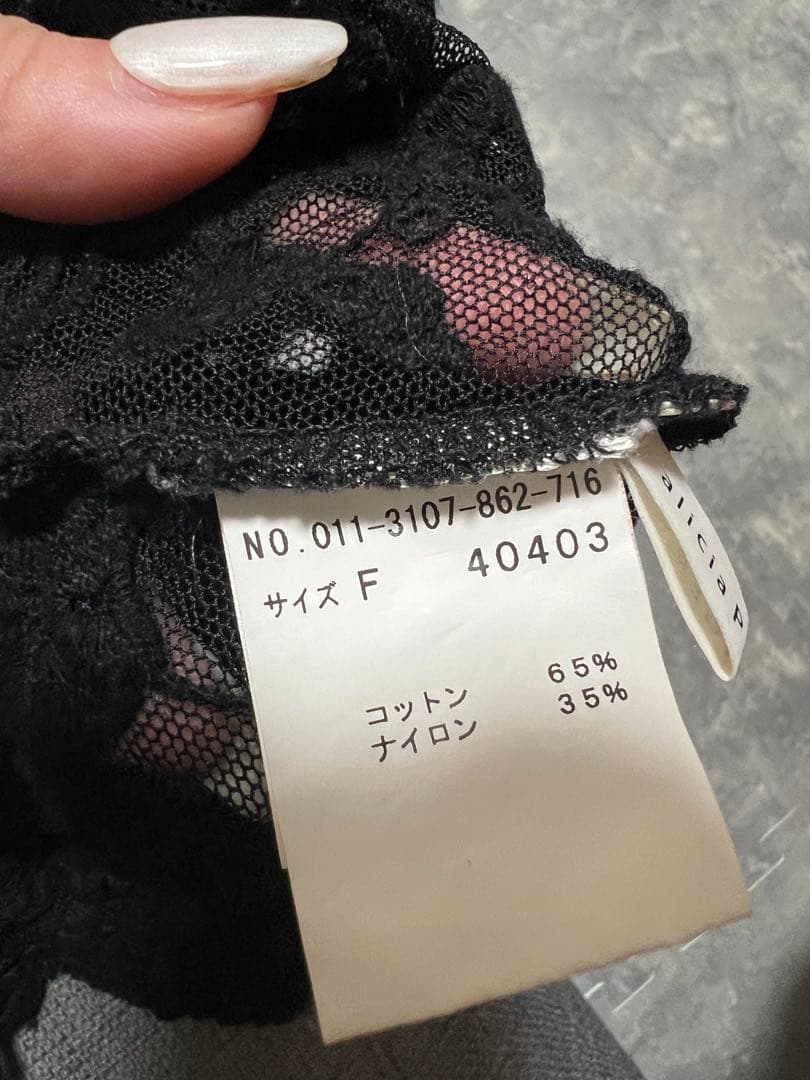 NO.011-3107-862-716
サイズ F 40403
コットン 65%
ナイロン 35%
alicia p